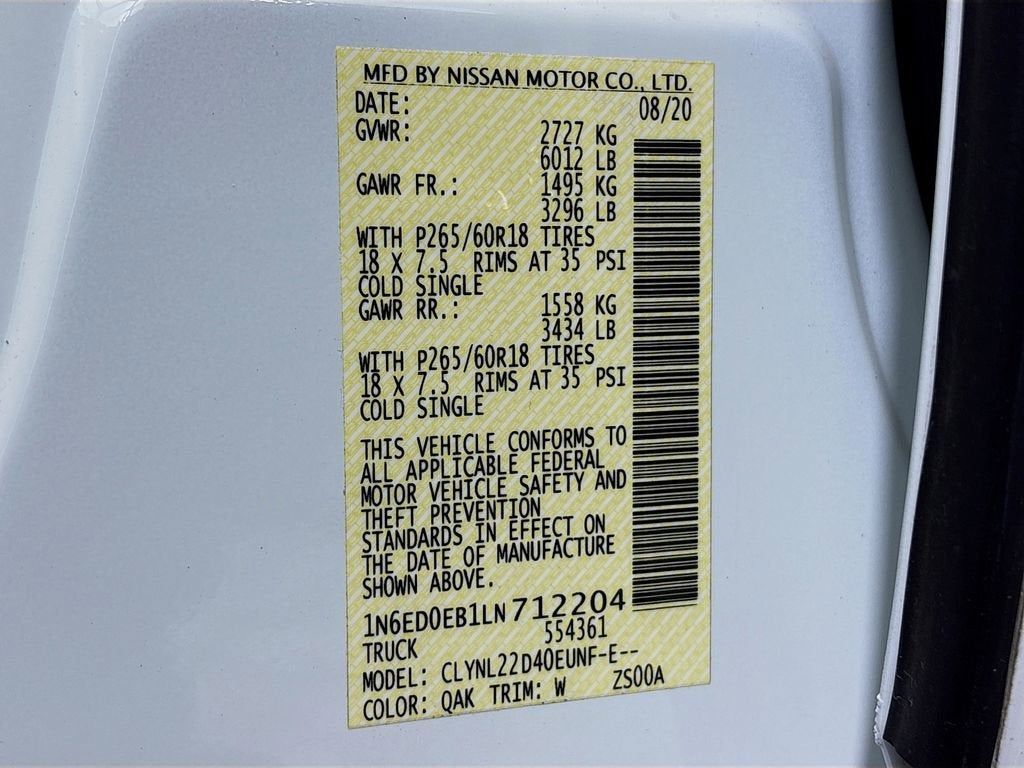 MFD BY NISSAN MOTOR CO., LTD.
DATE: 08/20
GVWR: 2727 KG
6012 LB
GAWR FR.: 1495 KG
3296 LB
WITH P265/60R18 TIRES
18 X 7.5 RIMS AT 35 PSI
COLD SINGLE
GAWR RR.: 1558 KG
3434 LB
WITH P265/60R18 TIRES
18 X 7.5 RIMS AT 35 PSI
COLD SINGLE
THIS VEHICLE CONFORMS TO
ALL APPLICABLE FEDERAL
MOTOR VEHICLE SAFETY AND
THEFT PREVENTION
STANDARDS IN EFFECT ON
THE DATE OF MANUFACTURE
SHOWN ABOVE.
1N6ED0EB1LN712204
TRUCK 554361
MODEL: CLYNL22D40EUNF-E--
COLOR: QAK TRIM: W ZS00A